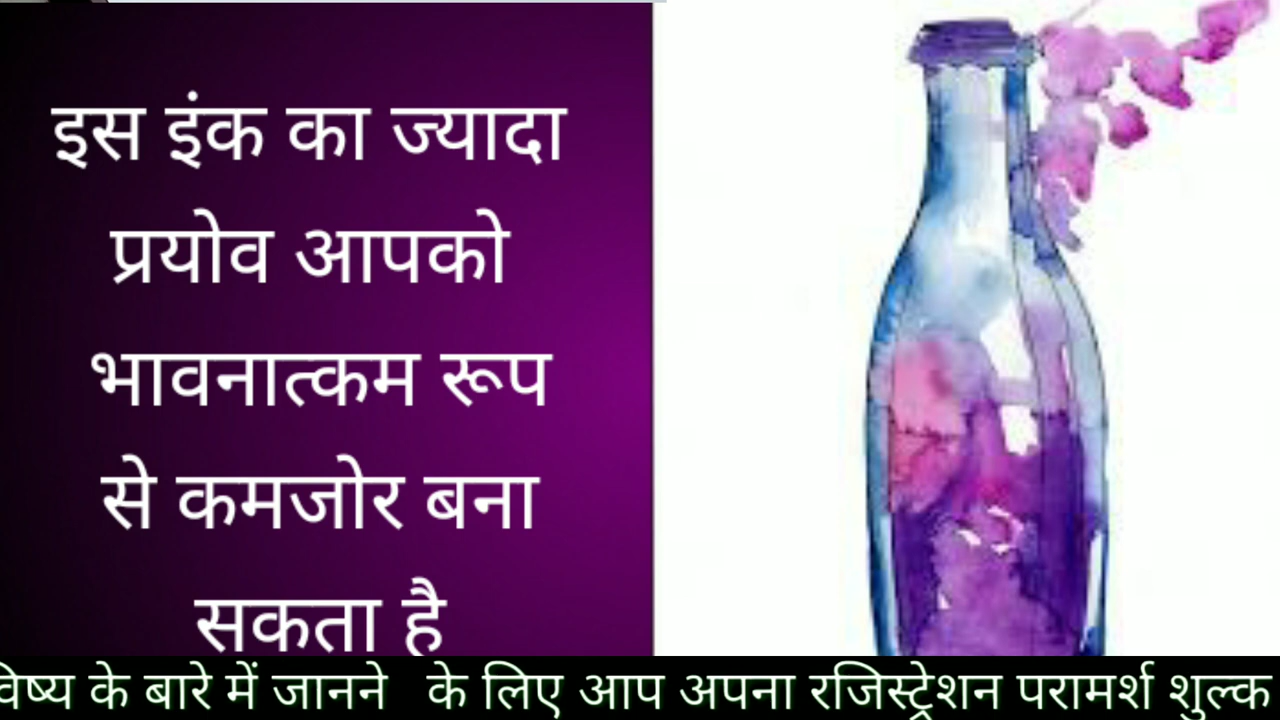 इस इंक का ज्यादा
प्रयोव आपको
भावनात्कम रूप
से कमजोर बना
सकता है
विष्य के बारे में जानने के लिए आप अपना रजिस्ट्रेशन परामर्श शुल्क